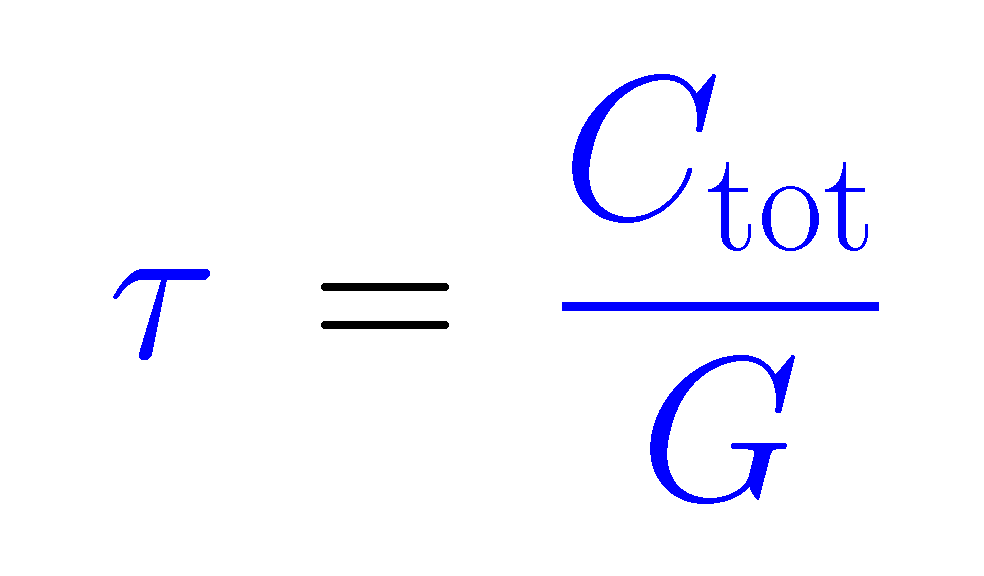 τ = C_tot / G